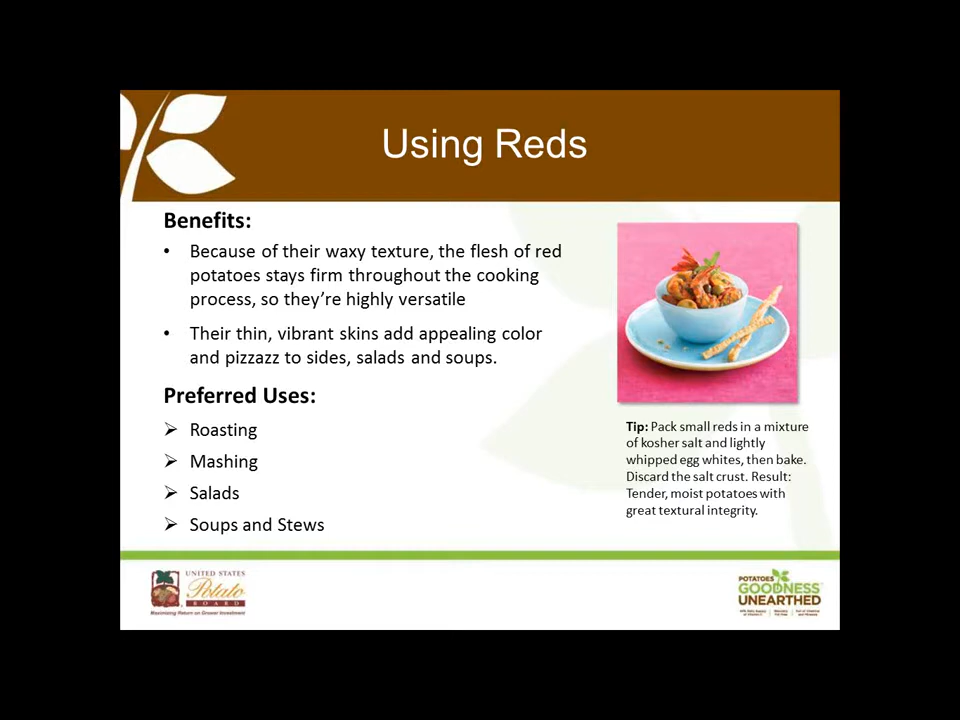 Using Reds
Benefits:
• Because of their waxy texture, the flesh of red
potatoes stays firm throughout the cooking
process, so they’re highly versatile
• Their thin, vibrant skins add appealing color
and pizzazz to sides, salads and soups.
Preferred Uses:
➢ Roasting
➢ Mashing
➢ Salads
➢ Soups and Stews
Tip: Pack small reds in a mixture
of kosher salt and lightly
whipped egg whites, then bake.
Discard the salt crust. Result:
Tender, moist potatoes with
great textural integrity.
UNITED STATES
Potato
BOARD
Maximizing Return on Grower Investment
POTATOES
GOODNESS
UNEARTHED